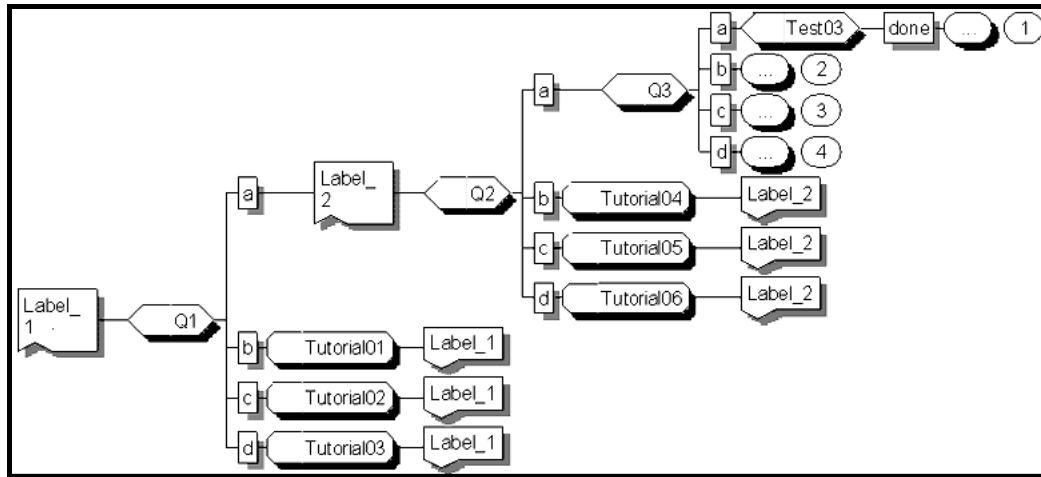 a
Test03
done
...
1
b
...
2
a
Q3
c
...
3
d
...
4
a
Label_
2
Q2
b
Tutorial04
Label_2
c
Tutorial05
Label_2
d
Tutorial06
Label_2
Label_
1
Q1
b
Tutorial01
Label_1
c
Tutorial02
Label_1
d
Tutorial03
Label_1